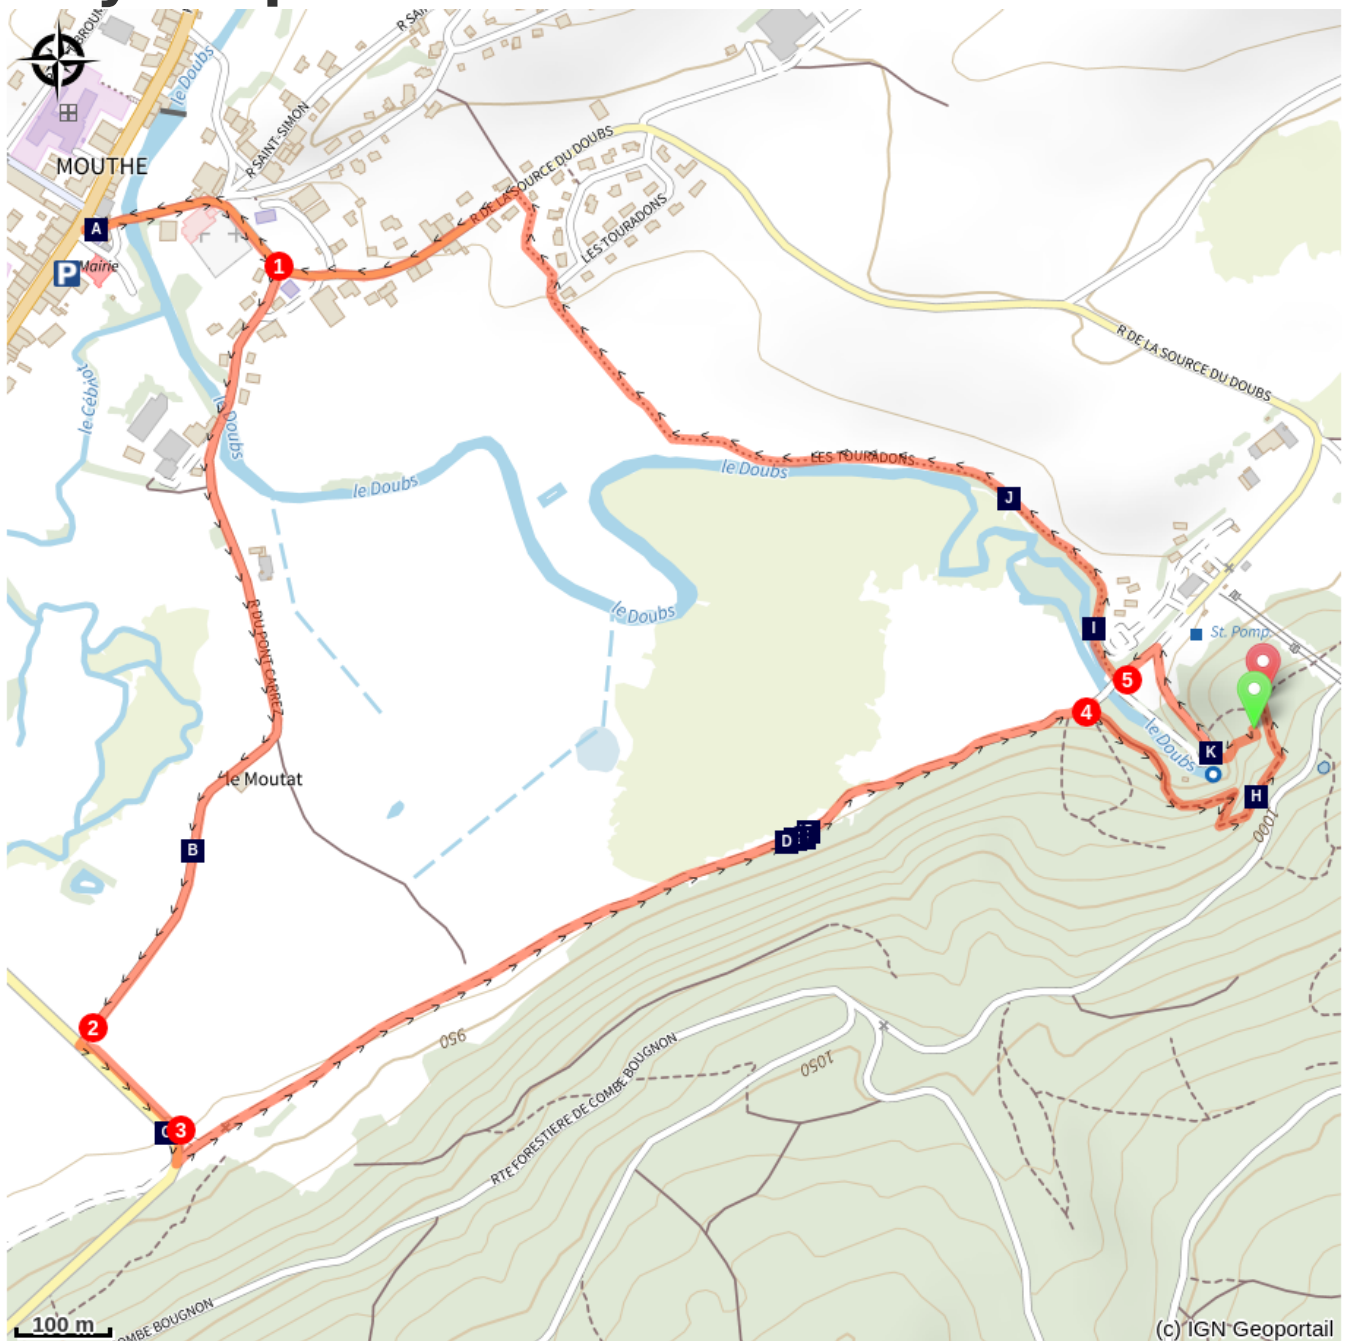 R SAINT-SIMON
le Doubs
MOUTHE
R DE LA SOURCE DU DOUBS
A
P
Mairie
1
LES TOURADONS
R DE LA SOURCE DU DOUBS
le Cébriot
le Doubs
le Doubs
le Doubs
LES TOURADONS
J
le Doubs
R DU PONT CARREZ
I
St. Pomp.
5
4
le Doubs
K
le Moutat
H
1000
D
B
2
950
1050
3
RTE FORESTIERE DE COMBE BOUGNON
COMBE BOUGNON
100 m
(c) IGN Geoportail